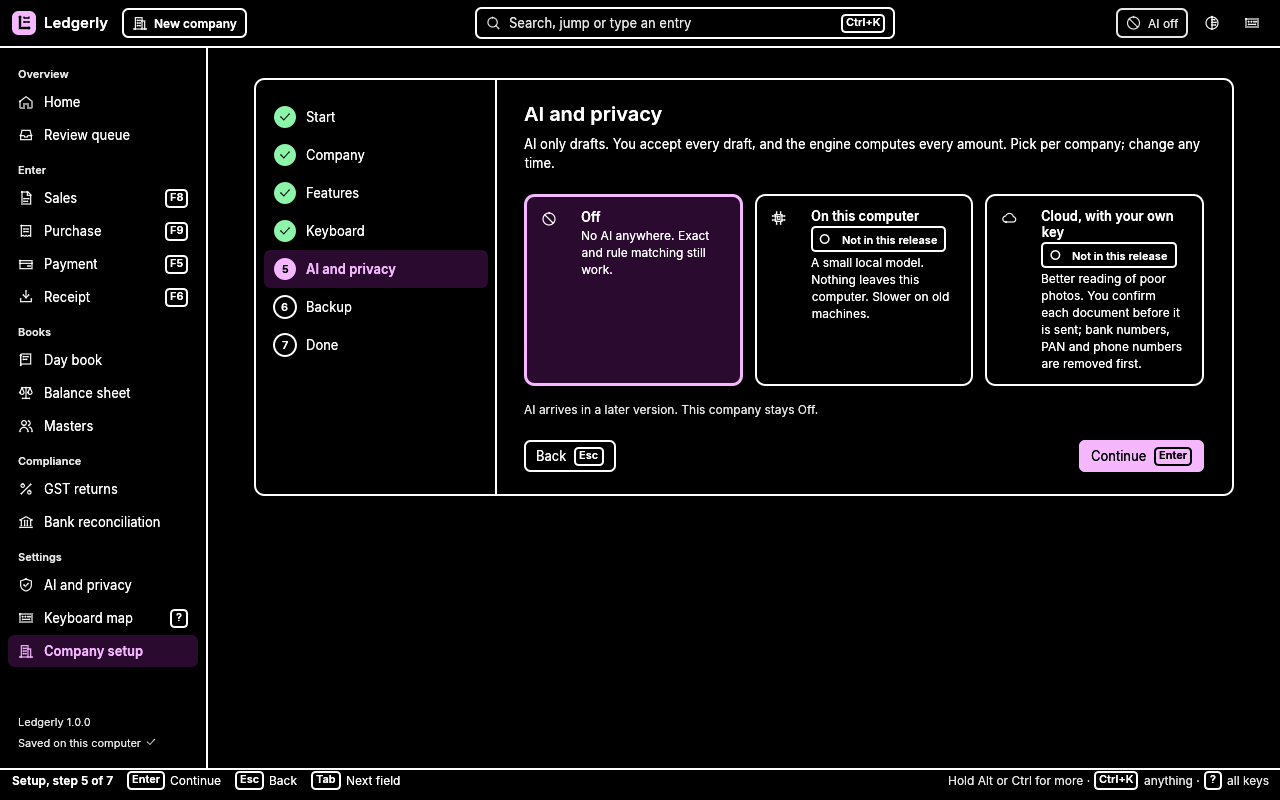 Ledgerly
New company
Search, jump or type an entry
Ctrl+K
AI off
Overview
Home
Review queue
Enter
Sales F8
Purchase F9
Payment F5
Receipt F6
Books
Day book
Balance sheet
Masters
Compliance
GST returns
Bank reconciliation
Settings
AI and privacy
Keyboard map ?
Company setup
Ledgerly 1.0.0
Saved on this computer
Start
Company
Features
Keyboard
5 AI and privacy
6 Backup
7 Done
AI and privacy
AI only drafts. You accept every draft, and the engine computes every amount. Pick per company; change any
time.
Off
No AI anywhere. Exact
and rule matching still
work.
On this computer
Not in this release
A small local model.
Nothing leaves this
computer. Slower on old
machines.
Cloud, with your own
key
Not in this release
Better reading of poor
photos. You confirm
each document before it
is sent; bank numbers,
PAN and phone numbers
are removed first.
AI arrives in a later version. This company stays Off.
Back Esc
Continue Enter
Setup, step 5 of 7 Enter Continue Esc Back Tab Next field
Hold Alt or Ctrl for more · Ctrl+K anything · ? all keys